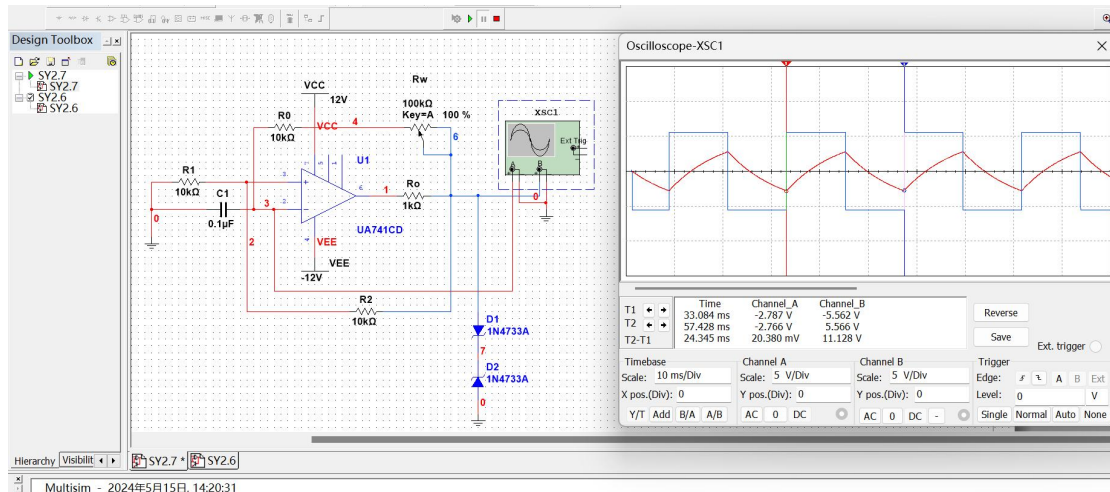 Design Toolbox
SY2.7
SY2.7
SY2.6
SY2.6
VCC
12V
Rw
100kΩ
Key=A
100 %
R0
10kΩ
VCC
4
6
XSC1
Ext Trig
A
B
U1
R1
10kΩ
C1
0.1µF
3
2
0
7
5
1
3
2
6
4
1
Ro
1kΩ
0
UA741CD
VEE
VEE
-12V
R2
10kΩ
D1
1N4733A
7
D2
1N4733A
0
Oscilloscope-XSC1
T1
T2
T2-T1
Time Channel_A Channel_B
33.084 ms -2.787 V -5.562 V
57.428 ms -2.766 V 5.566 V
24.345 ms 20.380 mV 11.128 V
Reverse
Save
Ext. trigger
Timebase
Scale: 10 ms/Div
X pos.(Div): 0
Y/T Add B/A A/B
Channel A
Scale: 5 V/Div
Y pos.(Div): 0
AC 0 DC
Channel B
Scale: 5 V/Div
Y pos.(Div): 0
AC 0 DC -
Trigger
Edge: A B Ext
Level: 0 V
Single Normal Auto None
Hierarchy Visibilit
SY2.7 * SY2.6
Multisim - 2024年5月15日, 14:20:31